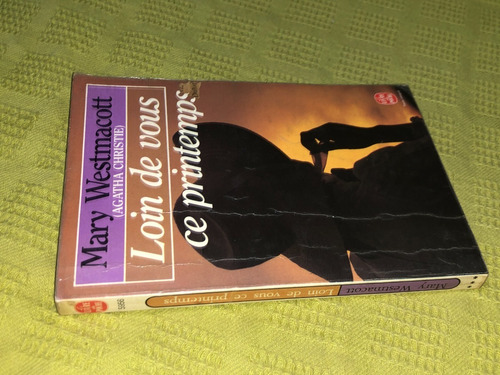 Mary Westmacott
(AGATHA CHRISTIE)
Loin de vous
ce printemps
Mary Westmacott
Loin de vous ce printemps